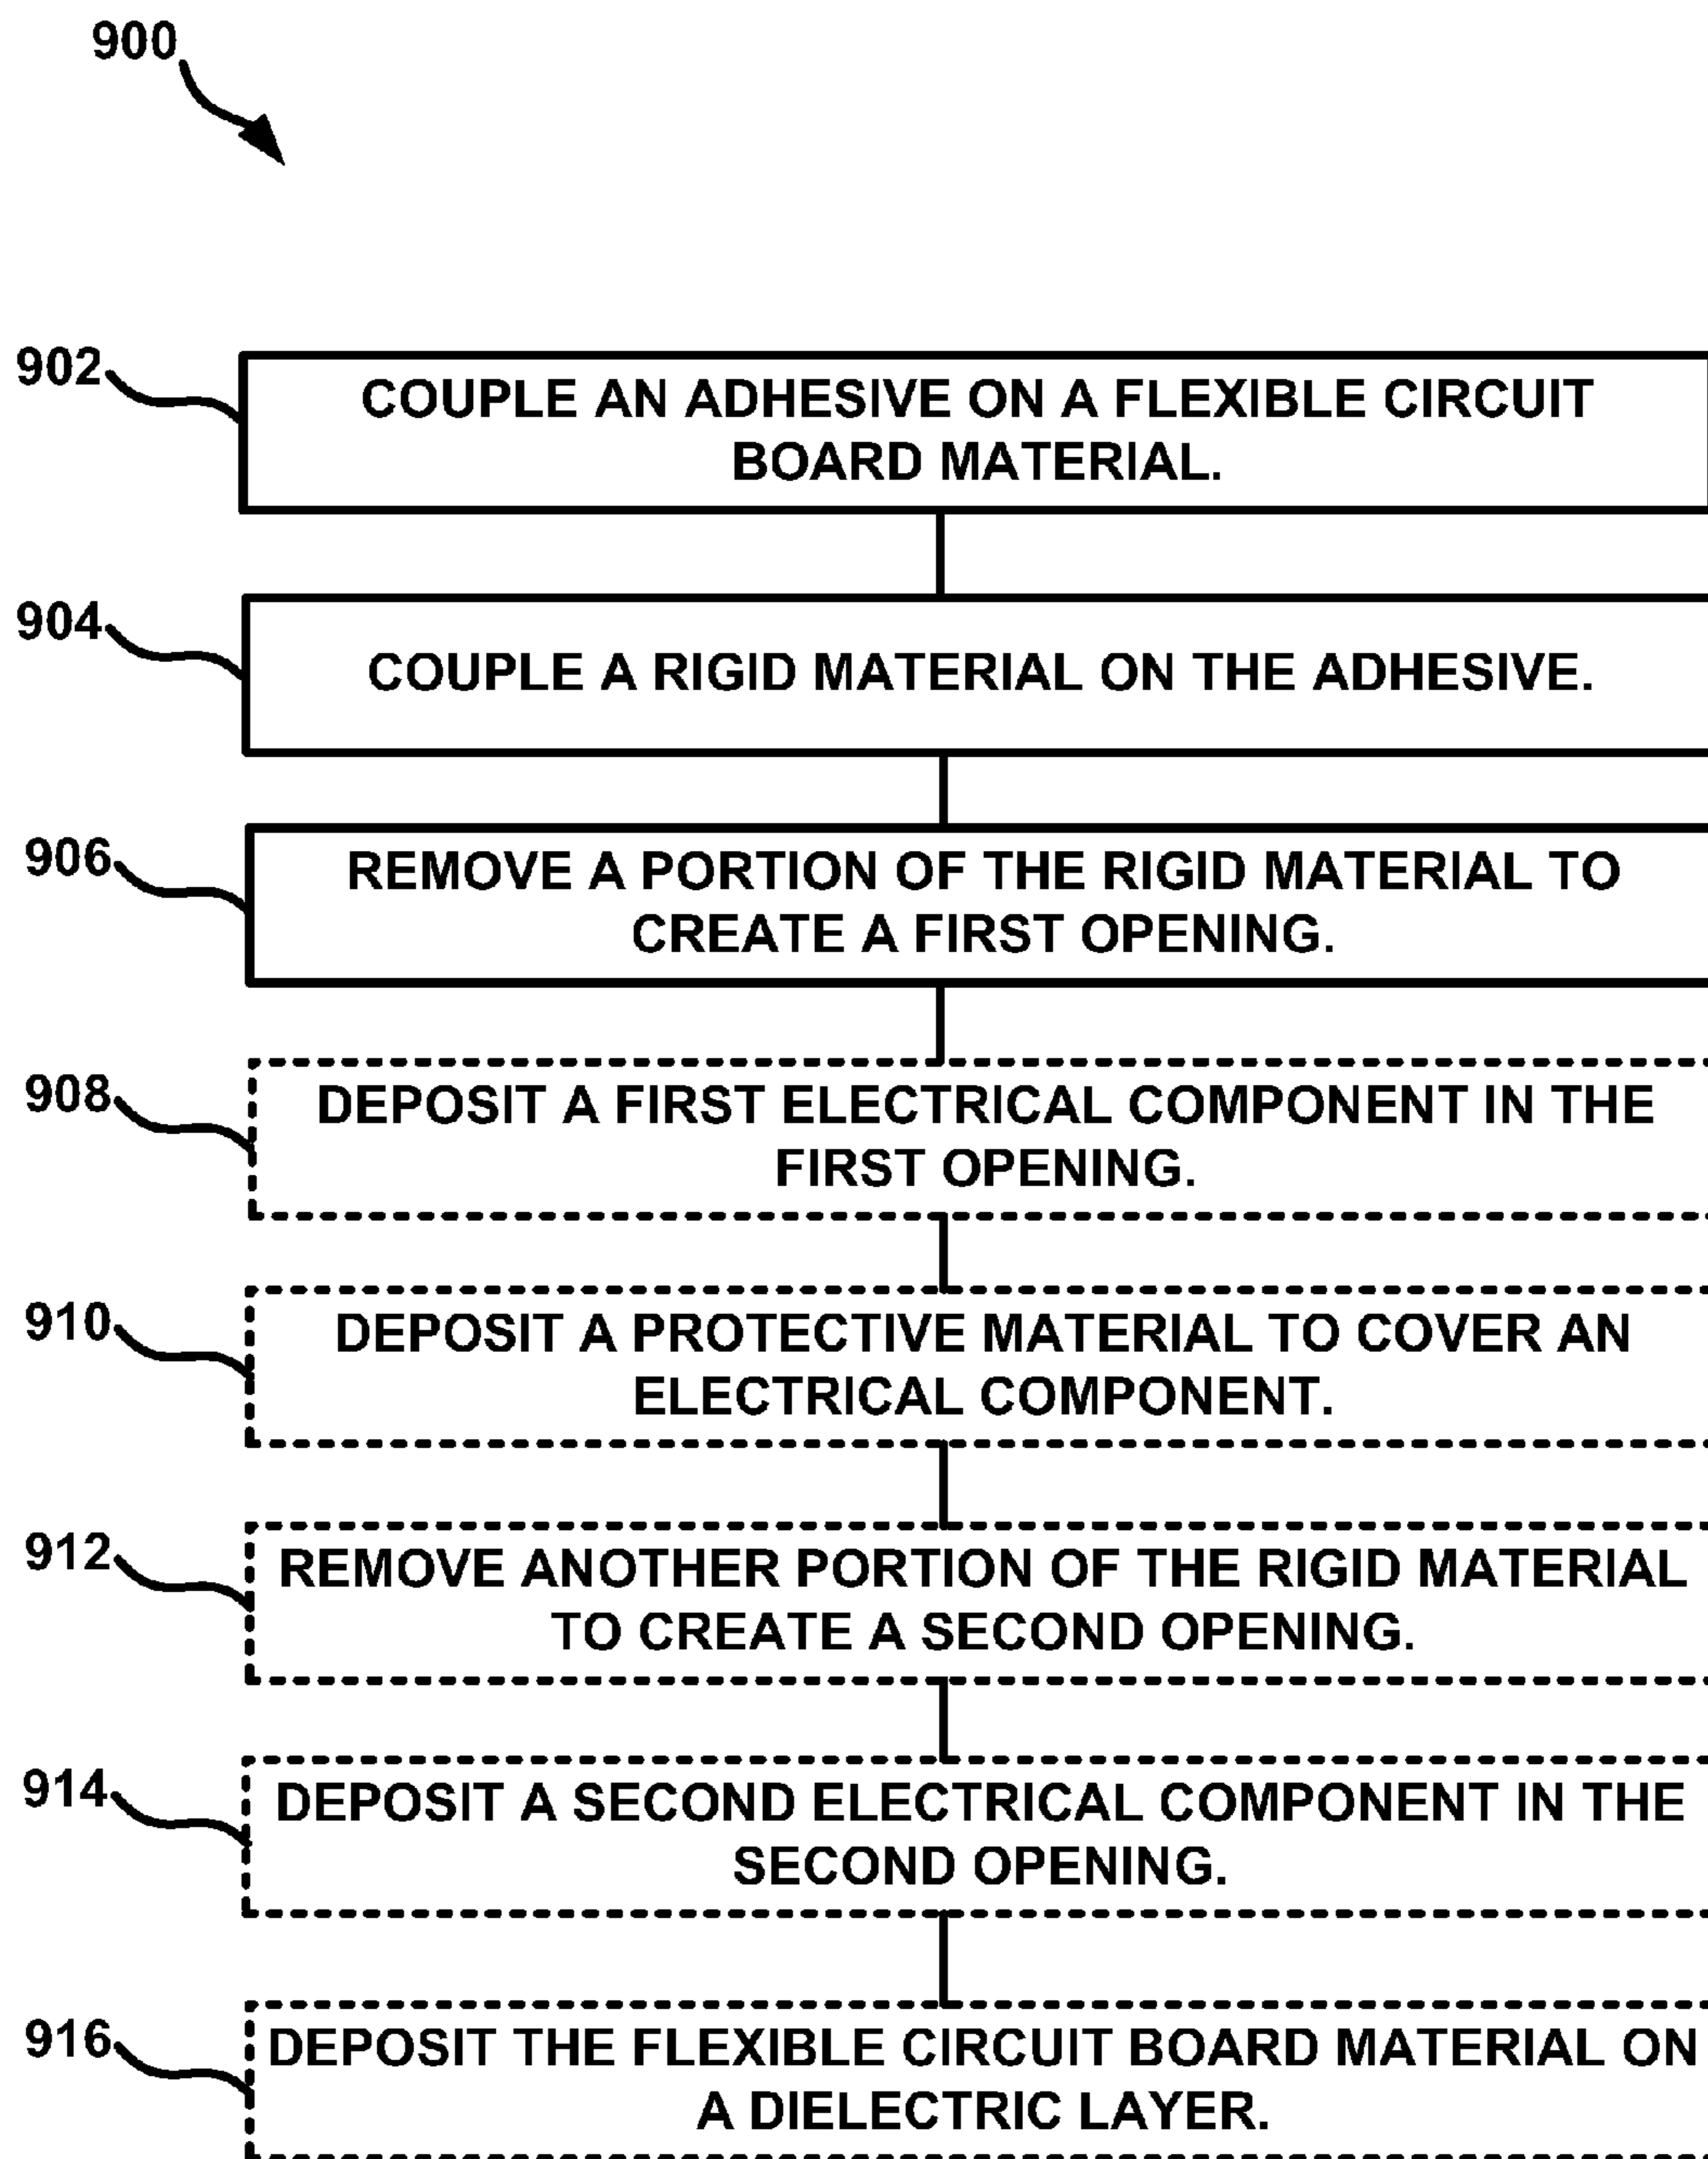 900
902
COUPLE AN ADHESIVE ON A FLEXIBLE CIRCUIT
BOARD MATERIAL.
904
COUPLE A RIGID MATERIAL ON THE ADHESIVE.
906
REMOVE A PORTION OF THE RIGID MATERIAL TO
CREATE A FIRST OPENING.
908
DEPOSIT A FIRST ELECTRICAL COMPONENT IN THE
FIRST OPENING.
910
DEPOSIT A PROTECTIVE MATERIAL TO COVER AN
ELECTRICAL COMPONENT.
912
REMOVE ANOTHER PORTION OF THE RIGID MATERIAL
TO CREATE A SECOND OPENING.
914
DEPOSIT A SECOND ELECTRICAL COMPONENT IN THE
SECOND OPENING.
916
DEPOSIT THE FLEXIBLE CIRCUIT BOARD MATERIAL ON
A DIELECTRIC LAYER.